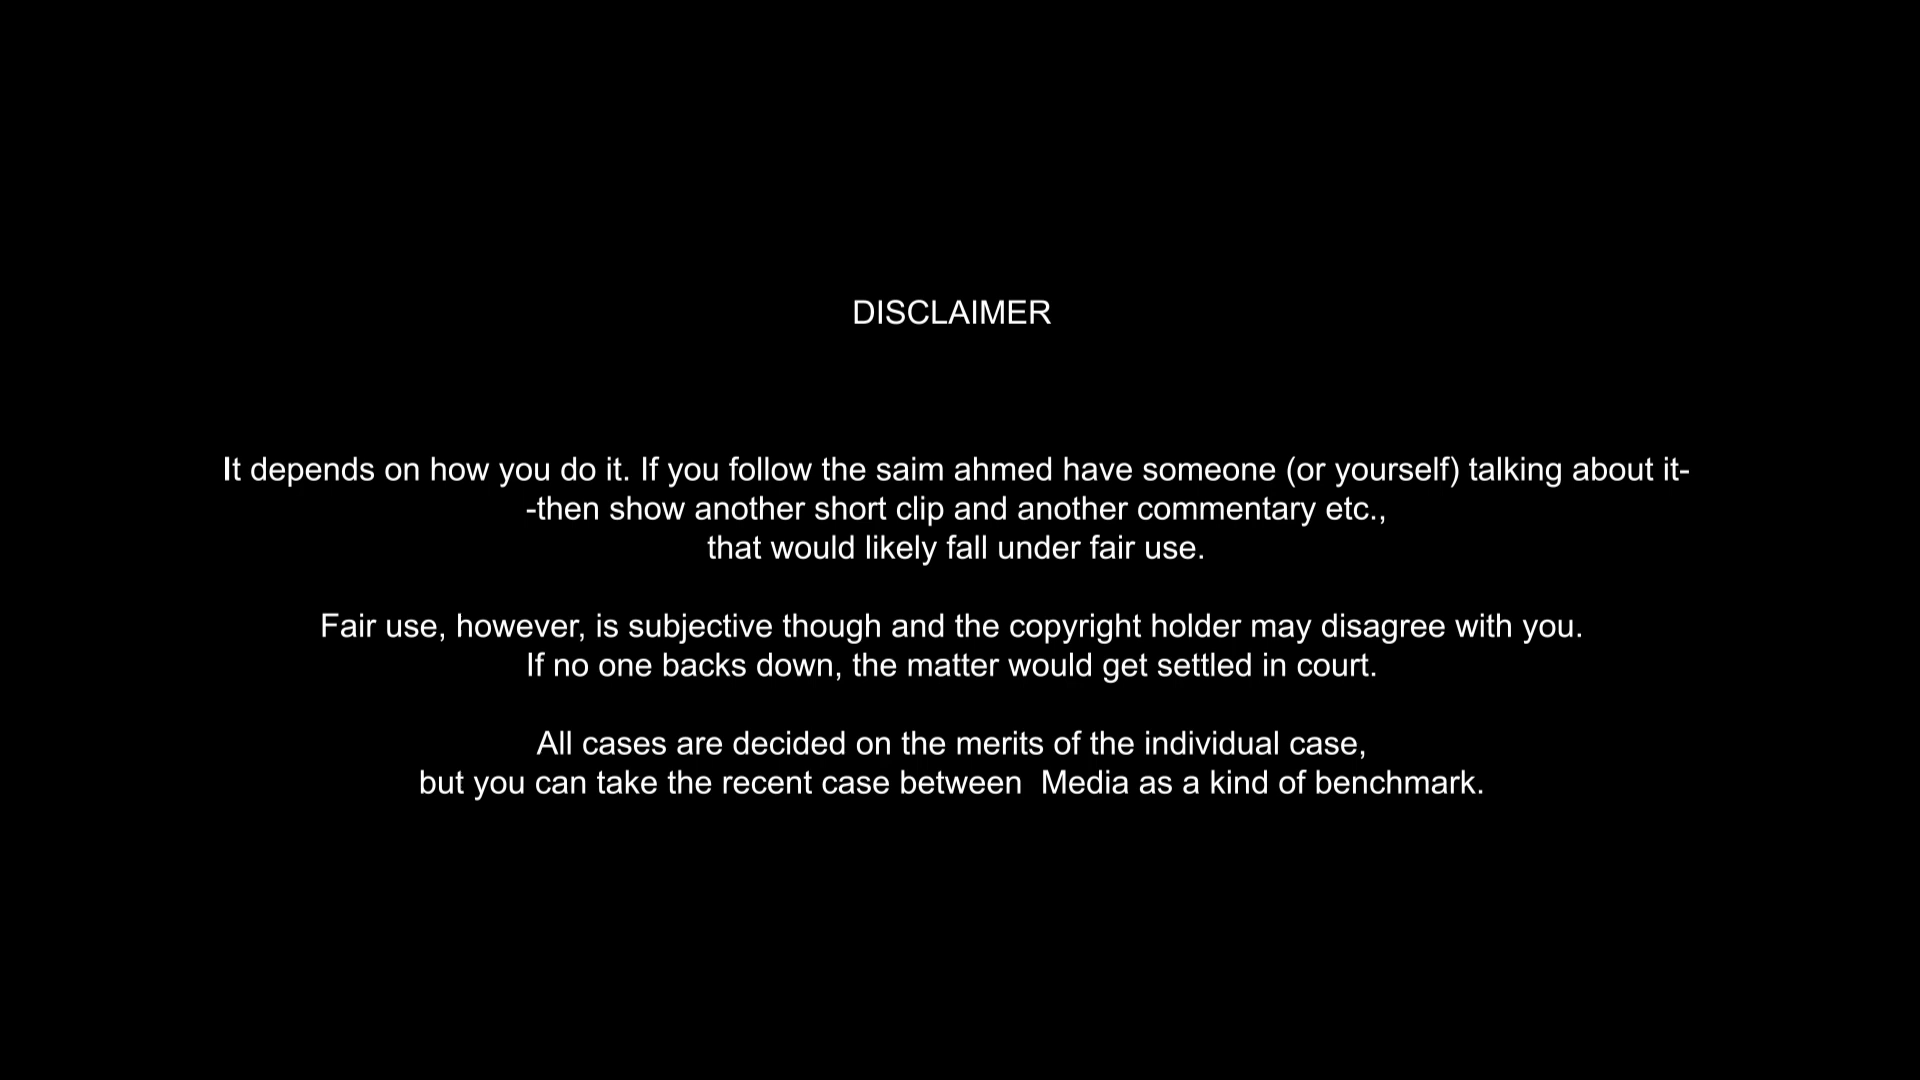 DISCLAIMER
It depends on how you do it. If you follow the saim ahmed have someone (or yourself) talking about it-
-then show another short clip and another commentary etc.,
that would likely fall under fair use.
Fair use, however, is subjective though and the copyright holder may disagree with you.
If no one backs down, the matter would get settled in court.
All cases are decided on the merits of the individual case,
but you can take the recent case between  Media as a kind of benchmark.